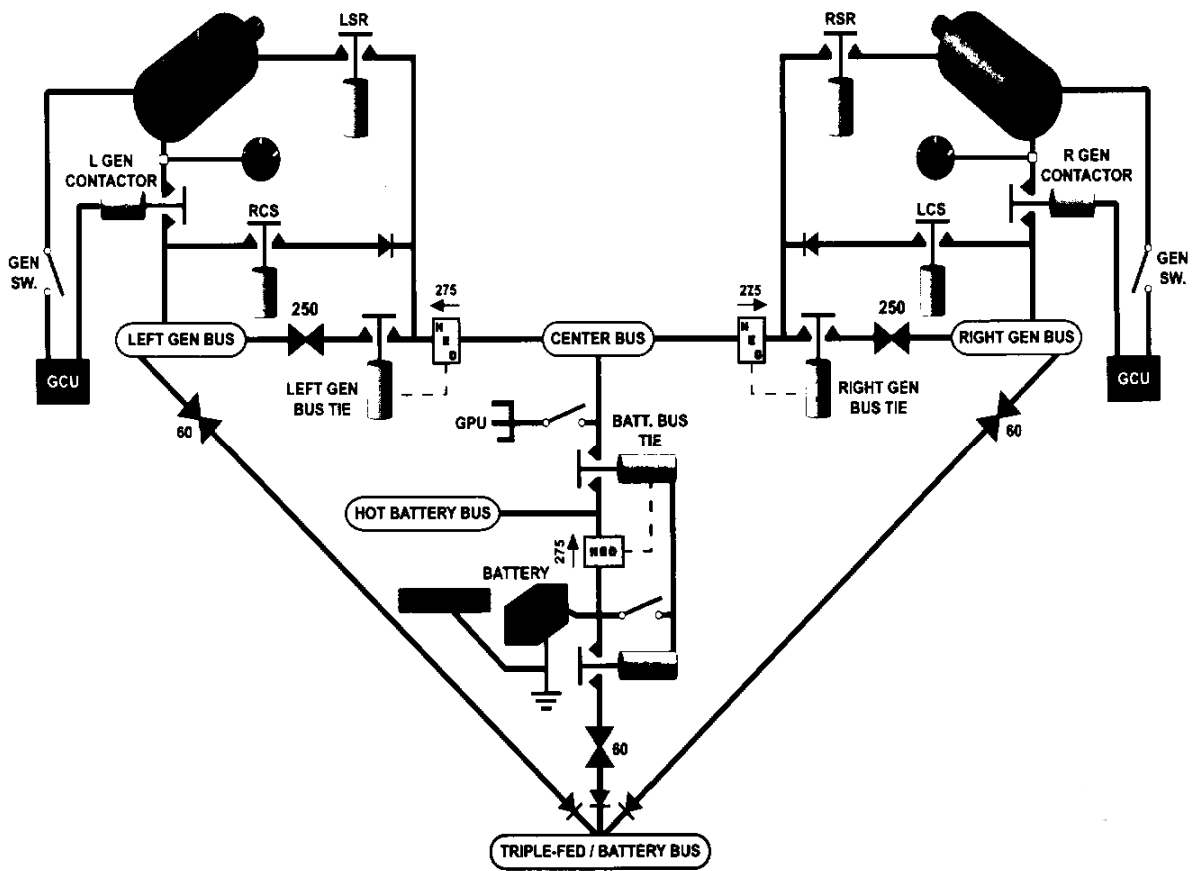 LSR
RSR
L GEN
CONTACTOR
R GEN
CONTACTOR
RCS
LCS
GEN
SW.
GEN
SW.
275
275
250
250
LEFT GEN BUS
CENTER BUS
RIGHT GEN BUS
GCU
GCU
LEFT GEN
BUS TIE
RIGHT GEN
BUS TIE
GPU
BATT. BUS
TIE
60
60
HOT BATTERY BUS
275
BATTERY
60
TRIPLE-FED / BATTERY BUS